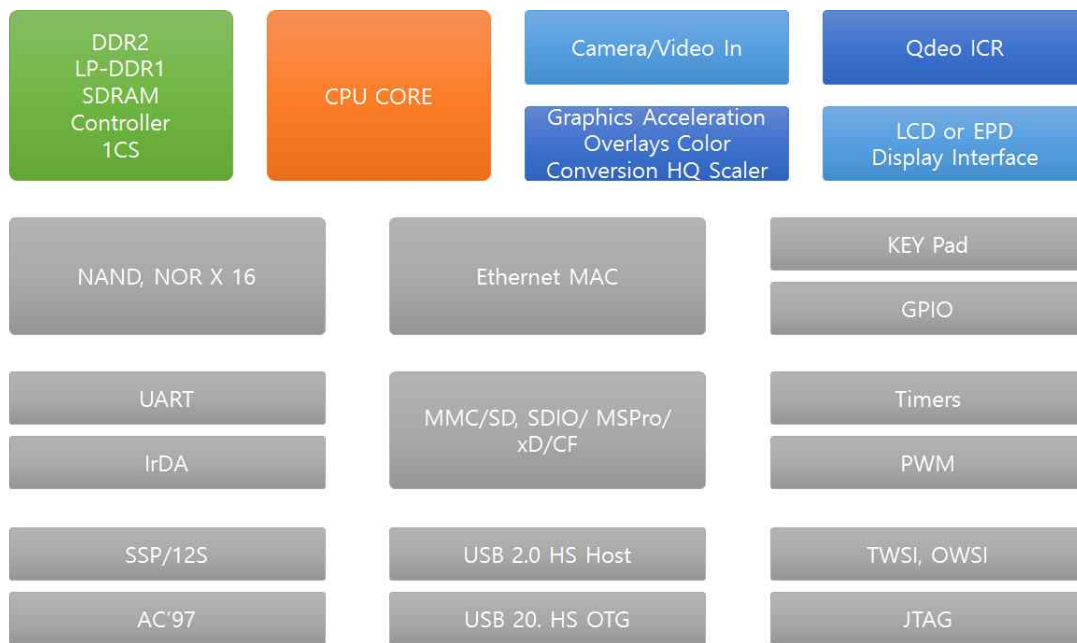 DDR2
LP-DDR1
SDRAM
Controller
1CS
CPU CORE
Camera/Video In
Qdeo ICR
Graphics Acceleration
Overlays Color
Conversion HQ Scaler
LCD or EPD
Display Interface
NAND, NOR X 16
Ethernet MAC
KEY Pad
GPIO
UART
IrDA
MMC/SD, SDIO/ MSPro/
xD/CF
Timers
PWM
SSP/12S
AC'97
USB 2.0 HS Host
USB 20. HS OTG
TWSI, OWSI
JTAG